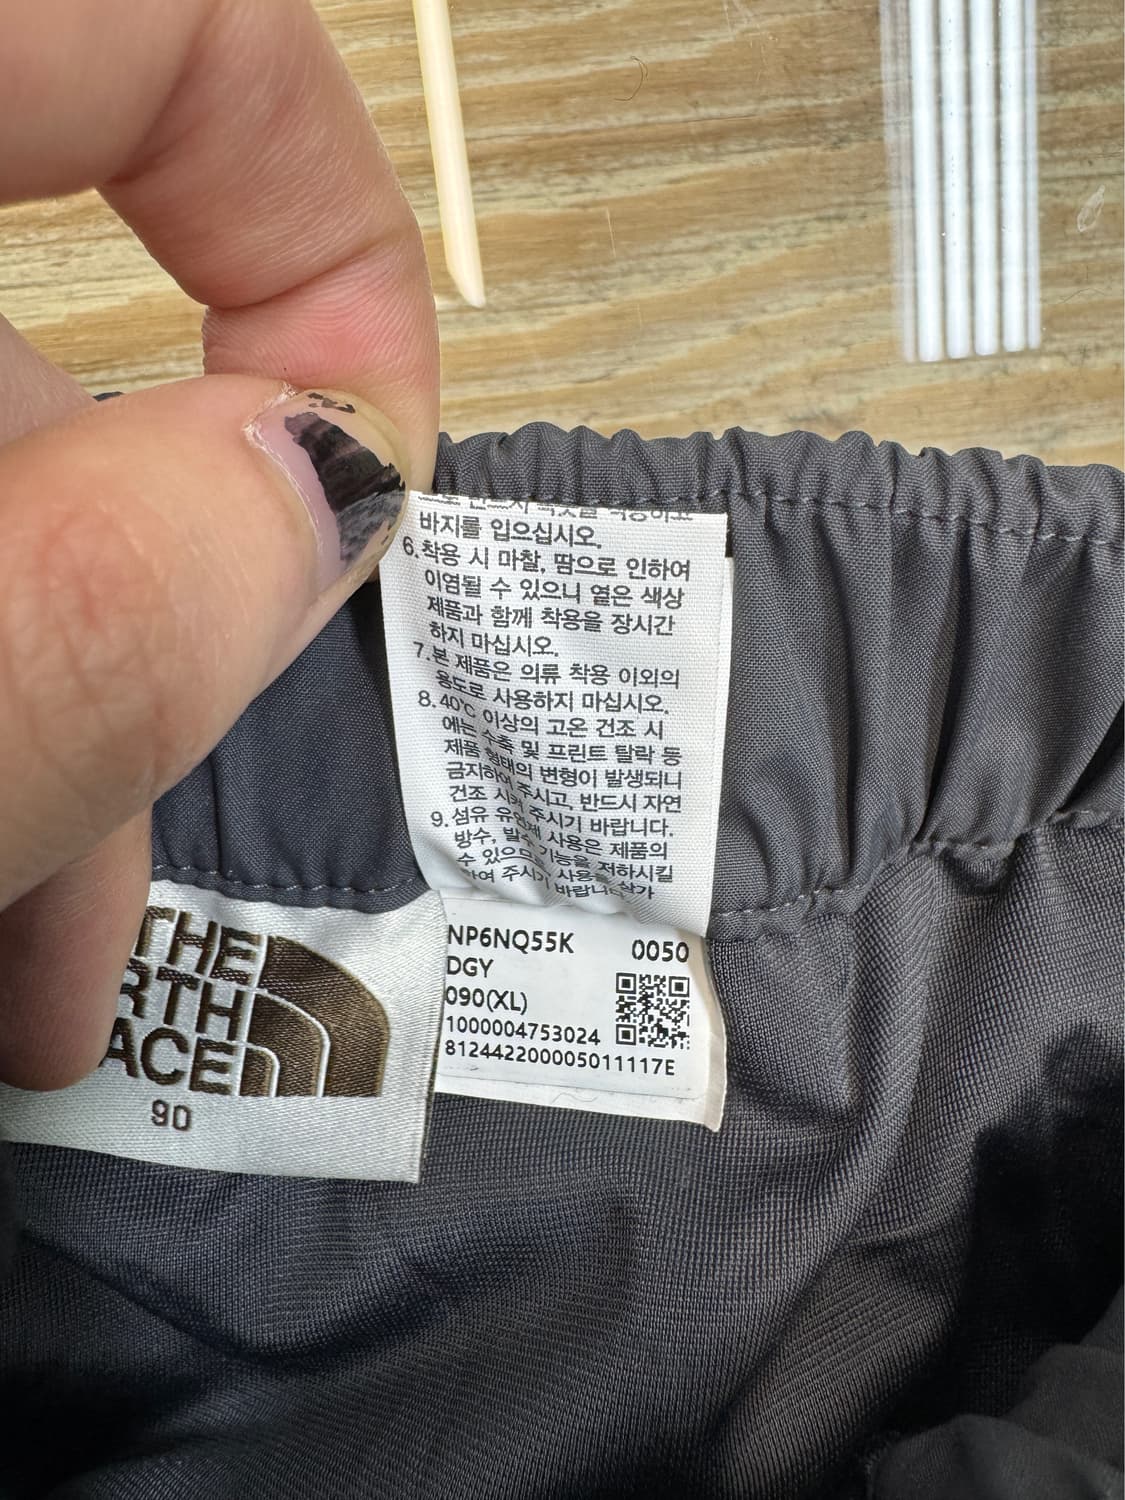 바지를 입으십시오.
6.착용 시 마찰, 땀으로 인하여
이염될 수 있으니 옅은 색상
제품과 함께 착용을 장시간
하지 마십시오.
7.본 제품은 의류 착용 이외의
용도로 사용하지 마십시오.
8.40℃ 이상의 고온 건조 시
에는 수축 및 프린트 탈락 등
제품 형태의 변형이 발생되니
금지하여 주시고, 반드시 자연
건조 시켜 주시기 바랍니다.
9.섬유 유연제 사용은 제품의
방수, 발수 기능을 저하시킬
수 있으므로 사용을 삼가
하여 주시기 바랍니다.
NP6NQ55K 0050
DGY
090(XL)
1000004753024
812442200005011117E
THE
RTH
ACE
90